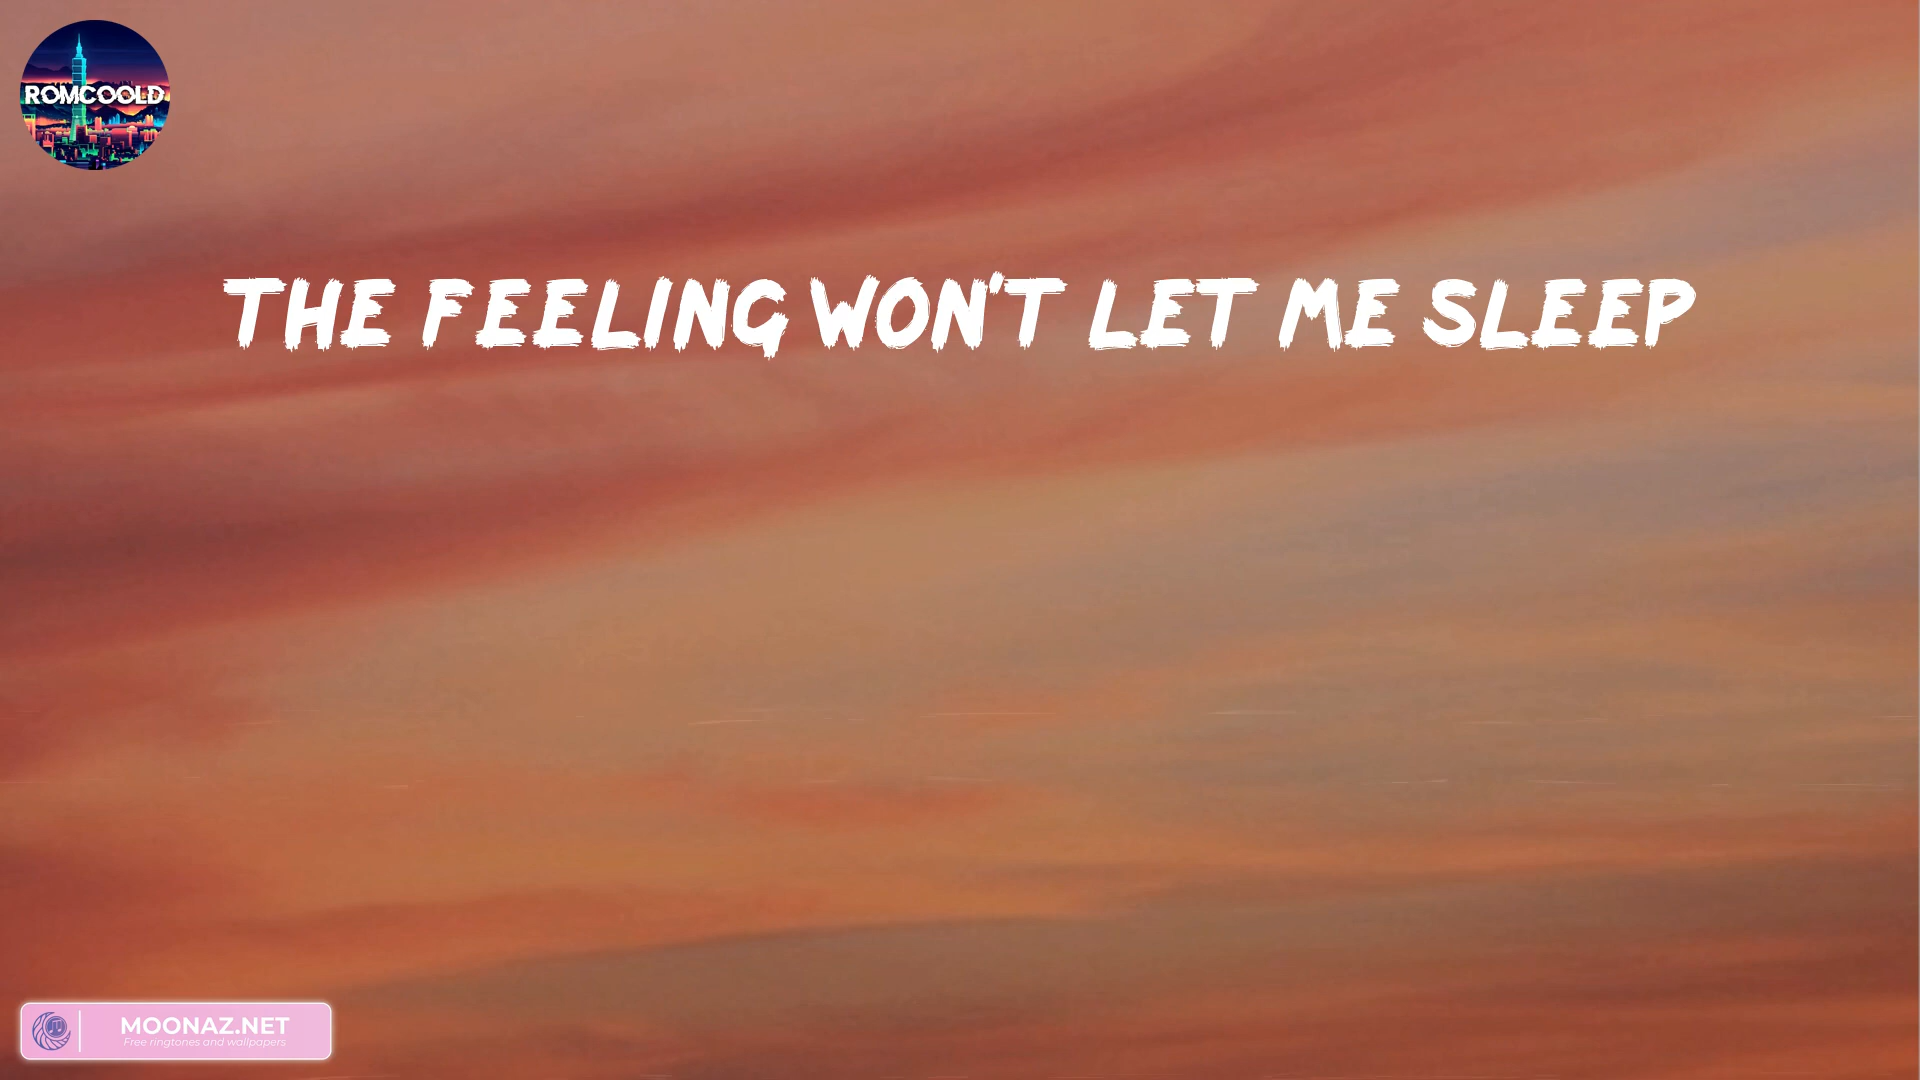 ROMCOOLD
THE FEELING WON'T LET ME SLEEP
MOONAZ.NET
Free ringtones and wallpapers